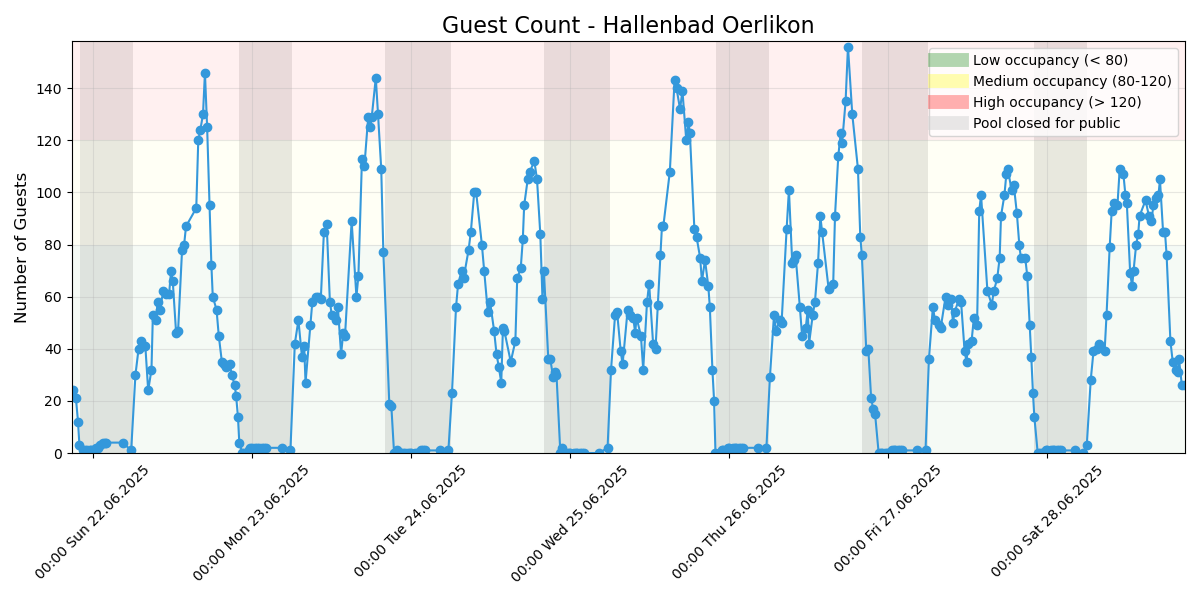 Guest Count - Hallenbad Oerlikon
Low occupancy (< 80)
Medium occupancy (80-120)
High occupancy (> 120)
Pool closed for public
Number of Guests
140
120
100
80
60
40
20
0
00:00 Sun 22.06.2025
00:00 Mon 23.06.2025
00:00 Tue 24.06.2025
00:00 Wed 25.06.2025
00:00 Thu 26.06.2025
00:00 Fri 27.06.2025
00:00 Sat 28.06.2025